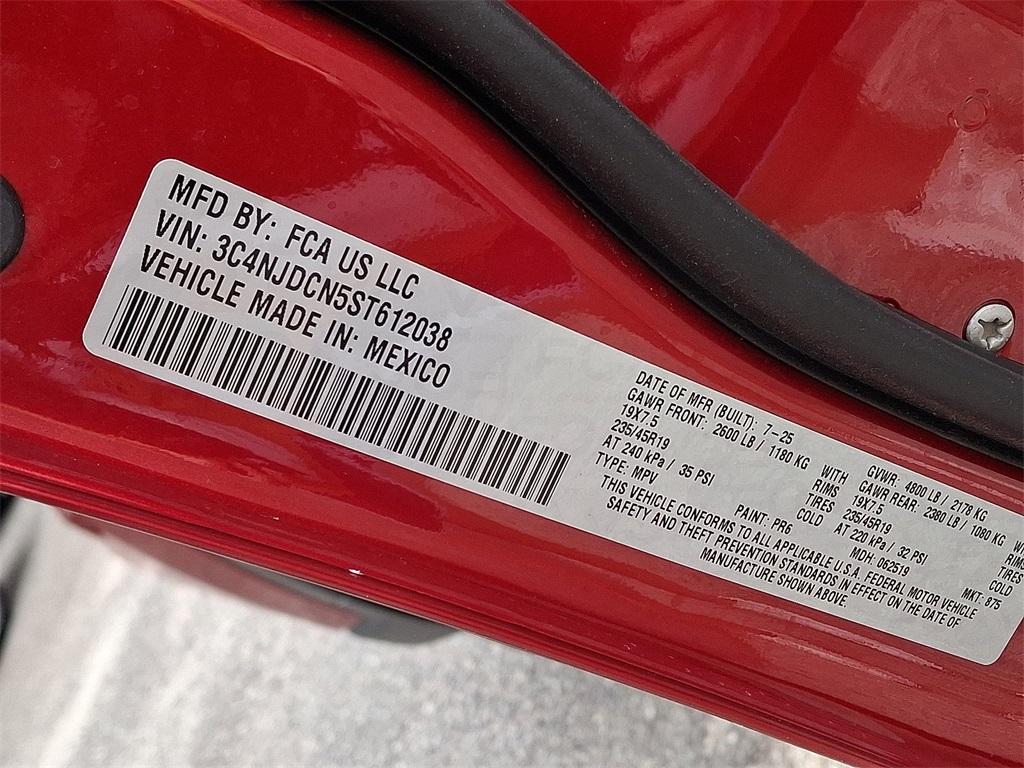 MFD BY: FCA US LLC
VIN: 3C4NJDCN5ST612038
VEHICLE MADE IN: MEXICO
DATE OF MFR (BUILT): 7-25 GVWR: 4800 LB / 2178 KG
GAWR FRONT: 2600 LB / 1180 KG WITH GAWR REAR: 2380 LB / 1080 KG
19X7.5 RIMS 19X7.5
235/45R19 TIRES 235/45R19 TIRES
AT 240 kPa / 35 PSI COLD AT 220 kPa / 32 PSI COLD
TYPE: MPV PAINT: PR6 MDH: 062519 MKT: 875
THIS VEHICLE CONFORMS TO ALL APPLICABLE U.S.A. FEDERAL MOTOR VEHICLE
SAFETY AND THEFT PREVENTION STANDARDS IN EFFECT ON THE DATE OF
MANUFACTURE SHOWN ABOVE.